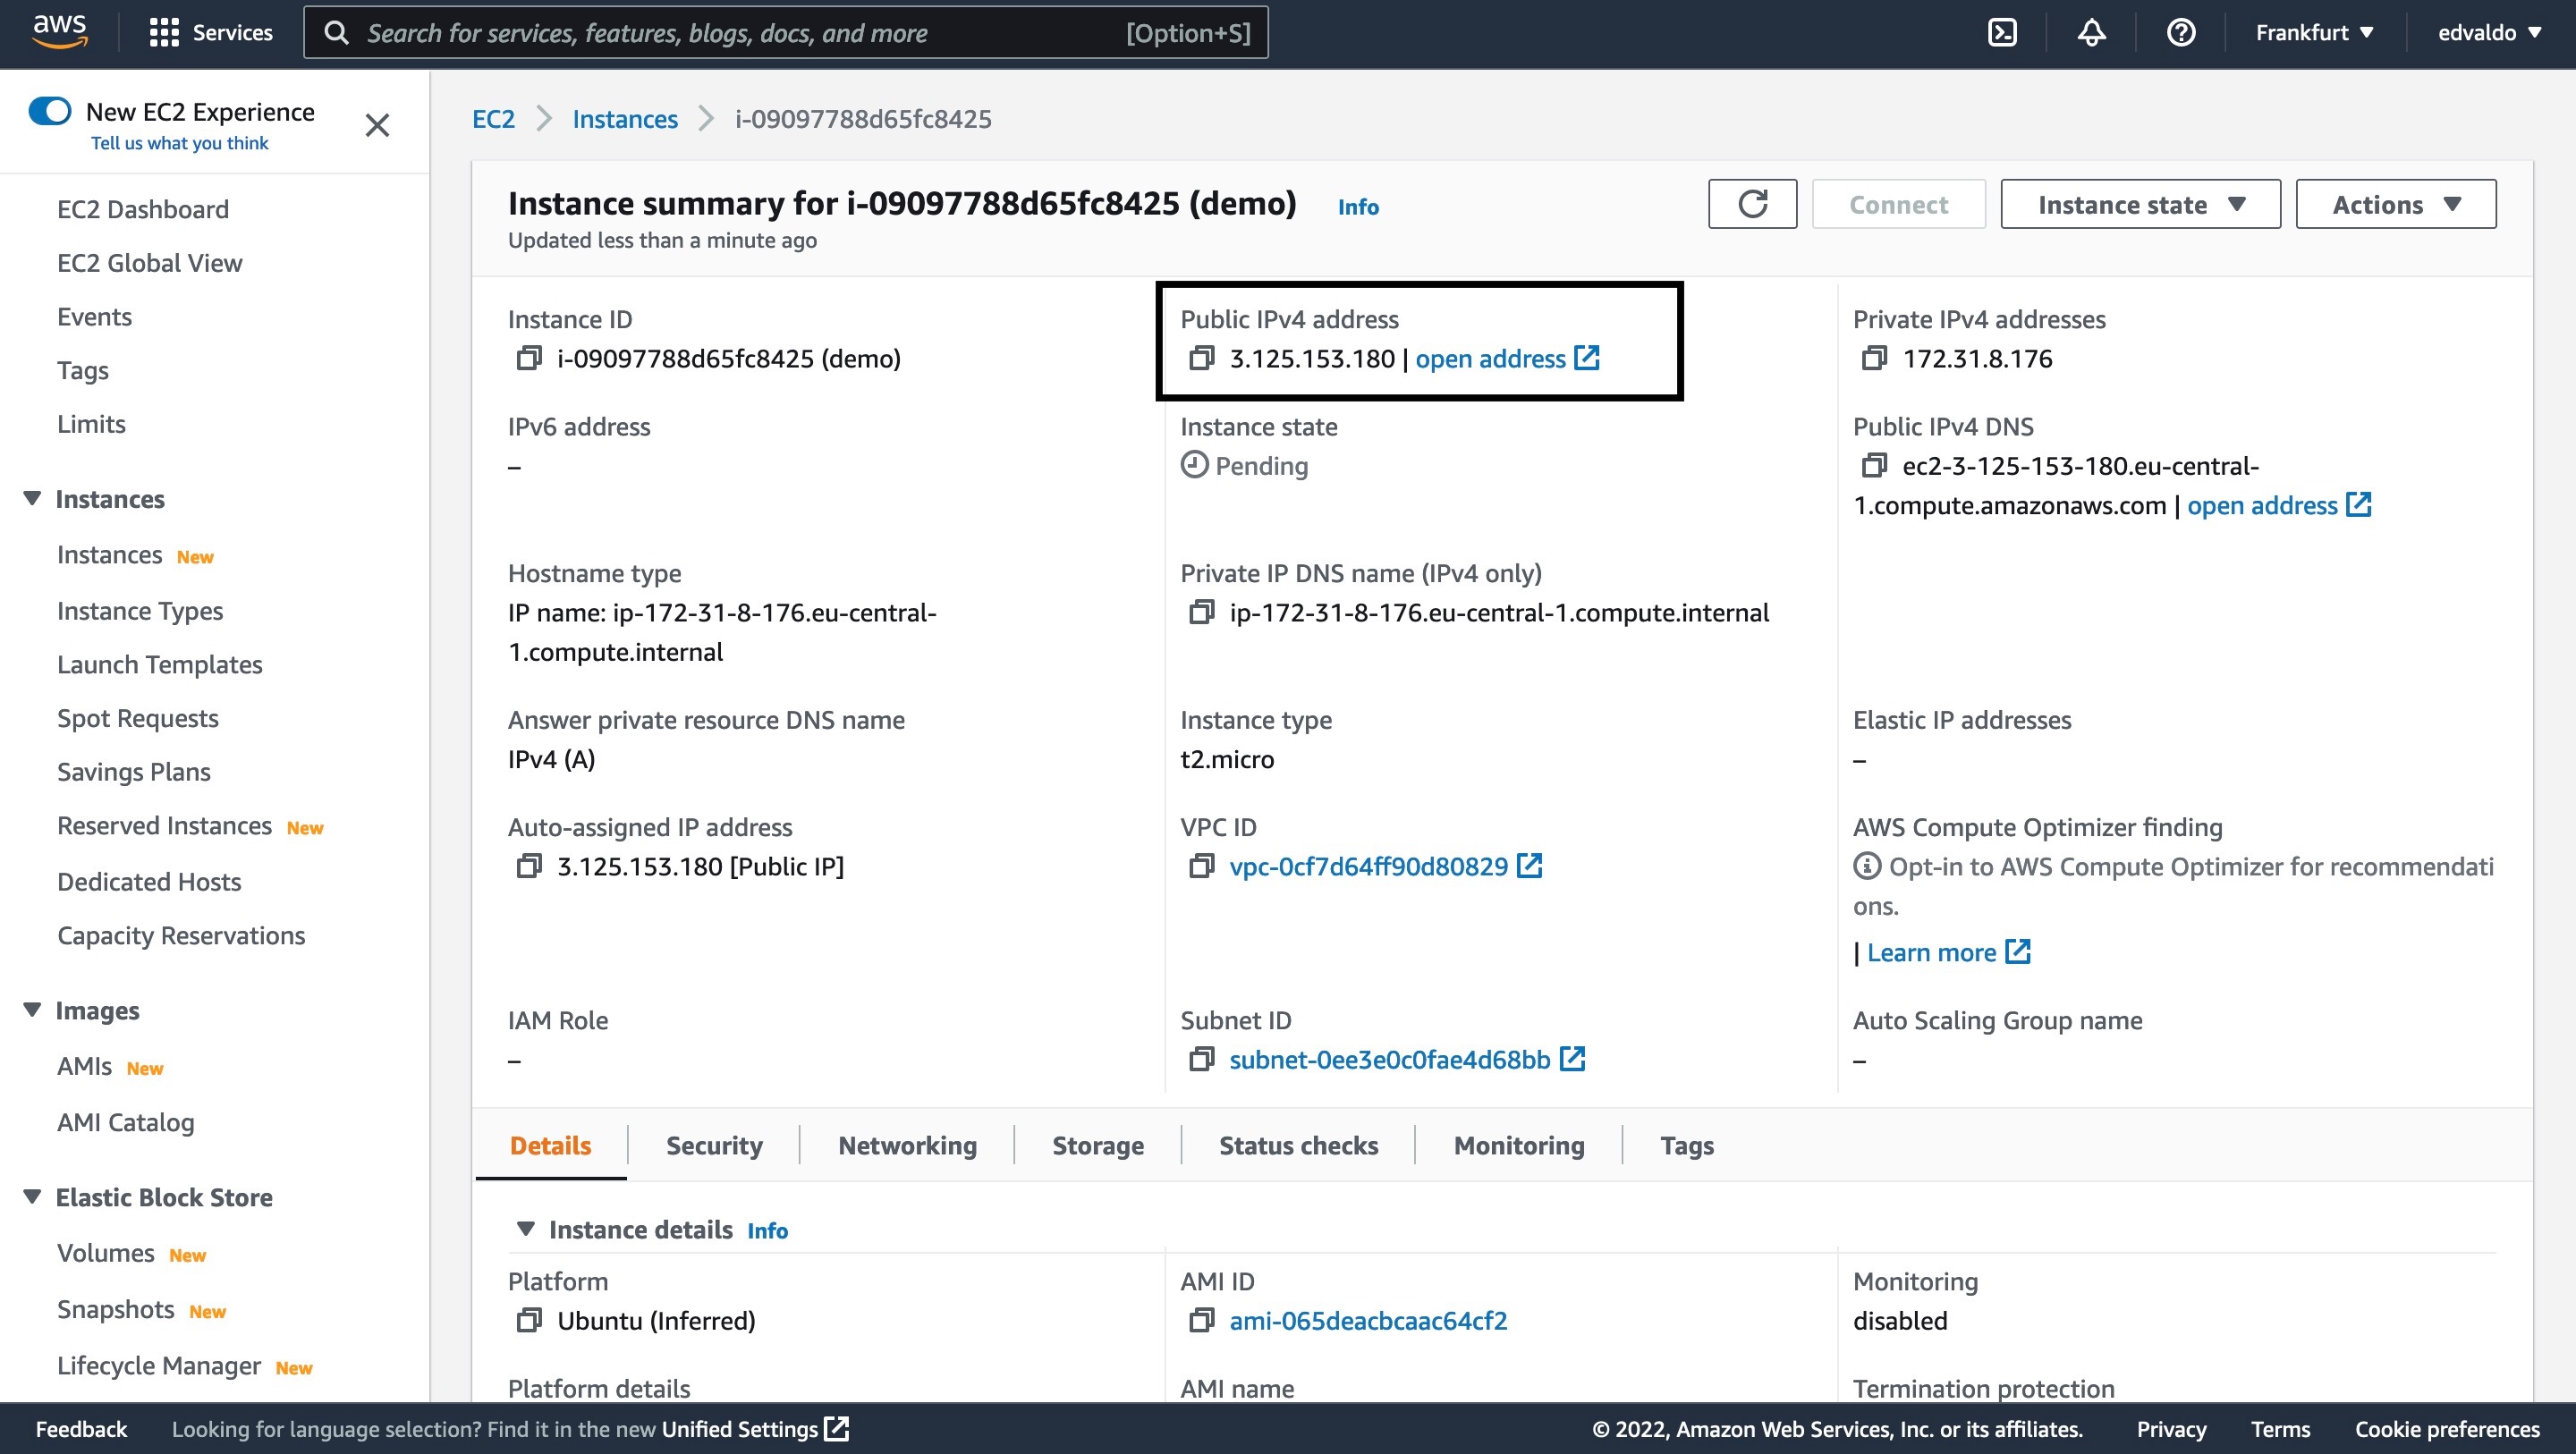 aws
Services
Search for services, features, blogs, docs, and more
[Option+S]
Frankfurt
edvaldo
New EC2 Experience
Tell us what you think
EC2 Dashboard
EC2 Global View
Events
Tags
Limits
Instances
Instances New
Instance Types
Launch Templates
Spot Requests
Savings Plans
Reserved Instances New
Dedicated Hosts
Capacity Reservations
Images
AMIs New
AMI Catalog
Elastic Block Store
Volumes New
Snapshots New
Lifecycle Manager New
EC2 > Instances > i-09097788d65fc8425
Instance summary for i-09097788d65fc8425 (demo) Info
Updated less than a minute ago
Connect
Instance state
Actions
Instance ID
i-09097788d65fc8425 (demo)
Public IPv4 address
3.125.153.180 | open address
Private IPv4 addresses
172.31.8.176
IPv6 address
–
Instance state
Pending
Public IPv4 DNS
ec2-3-125-153-180.eu-central-
1.compute.amazonaws.com | open address
Hostname type
IP name: ip-172-31-8-176.eu-central-
1.compute.internal
Private IP DNS name (IPv4 only)
ip-172-31-8-176.eu-central-1.compute.internal
Answer private resource DNS name
IPv4 (A)
Instance type
t2.micro
Elastic IP addresses
–
Auto-assigned IP address
3.125.153.180 [Public IP]
VPC ID
vpc-0cf7d64ff90d80829
AWS Compute Optimizer finding
Opt-in to AWS Compute Optimizer for recommendati
ons.
| Learn more
IAM Role
–
Subnet ID
subnet-0ee3e0c0fae4d68bb
Auto Scaling Group name
–
Details
Security
Networking
Storage
Status checks
Monitoring
Tags
Instance details Info
Platform
Ubuntu (Inferred)
AMI ID
ami-065deacbcaac64cf2
Monitoring
disabled
Platform details
AMI name
Termination protection
Feedback
Looking for language selection? Find it in the new Unified Settings
© 2022, Amazon Web Services, Inc. or its affiliates.
Privacy
Terms
Cookie preferences